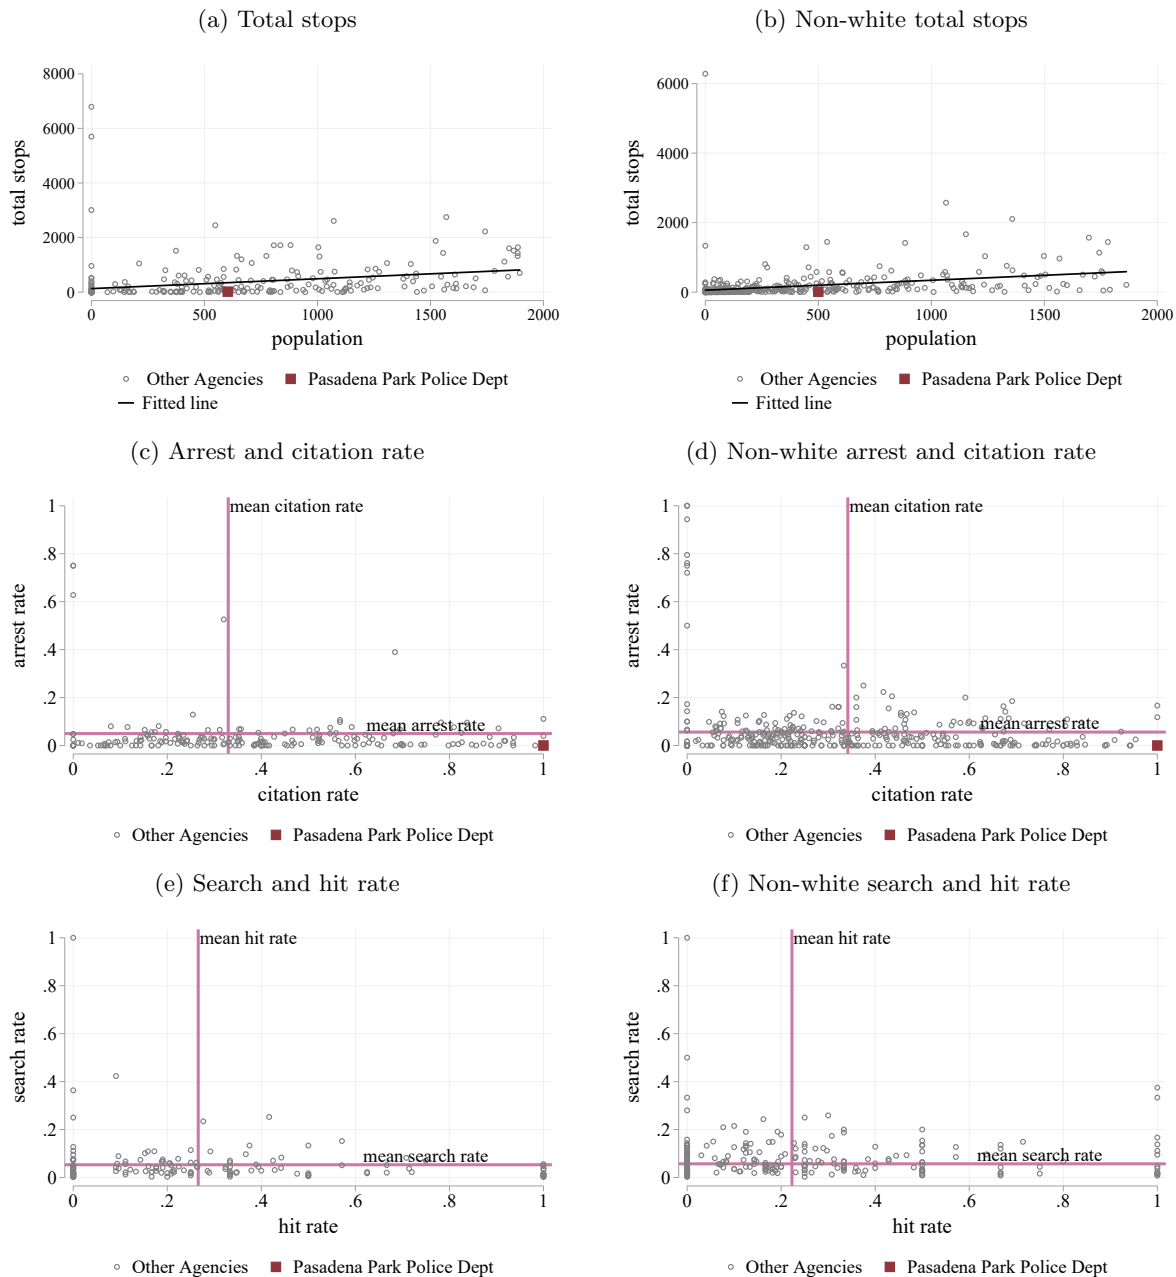 (a) Total stops
total stops
8000
6000
4000
2000
0
0 500 1000 1500 2000
population
Other Agencies Pasadena Park Police Dept
Fitted line
(b) Non-white total stops
total stops
6000
4000
2000
0
0 500 1000 1500 2000
population
Other Agencies Pasadena Park Police Dept
Fitted line
(c) Arrest and citation rate
arrest rate
1
.8
.6
.4
.2
0
mean citation rate
mean arrest rate
0 .2 .4 .6 .8 1
citation rate
Other Agencies Pasadena Park Police Dept
(d) Non-white arrest and citation rate
arrest rate
1
.8
.6
.4
.2
0
mean citation rate
mean arrest rate
0 .2 .4 .6 .8 1
citation rate
Other Agencies Pasadena Park Police Dept
(e) Search and hit rate
search rate
1
.8
.6
.4
.2
0
mean hit rate
mean search rate
0 .2 .4 .6 .8 1
hit rate
Other Agencies Pasadena Park Police Dept
(f) Non-white search and hit rate
search rate
1
.8
.6
.4
.2
0
mean hit rate
mean search rate
0 .2 .4 .6 .8 1
hit rate
Other Agencies Pasadena Park Police Dept